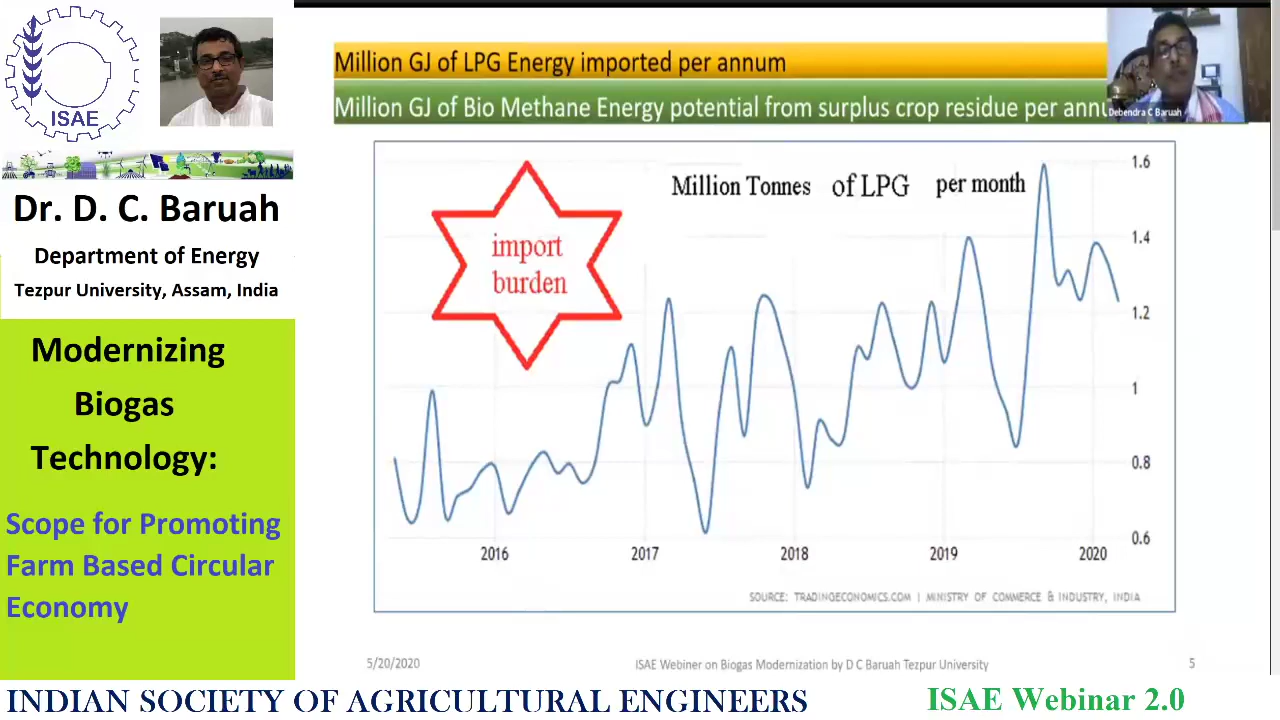 ISAE
Dr. D. C. Baruah
Department of Energy
Tezpur University, Assam, India
Modernizing
Biogas
Technology:
Scope for Promoting
Farm Based Circular
Economy
Million GJ of LPG Energy imported per annum
Million GJ of Bio Methane Energy potential from surplus crop residue per annu
Debendra C Baruah
Million Tonnes of LPG per month
import
burden
1.6
1.4
1.2
1
0.8
0.6
2016 2017 2018 2019 2020
SOURCE: TRADINGECONOMICS.COM | MINISTRY OF COMMERCE & INDUSTRY, INDIA
5/20/2020 ISAE Webiner on Biogas Modernization by D C Baruah Tezpur University 5
INDIAN SOCIETY OF AGRICULTURAL ENGINEERS ISAE Webinar 2.0